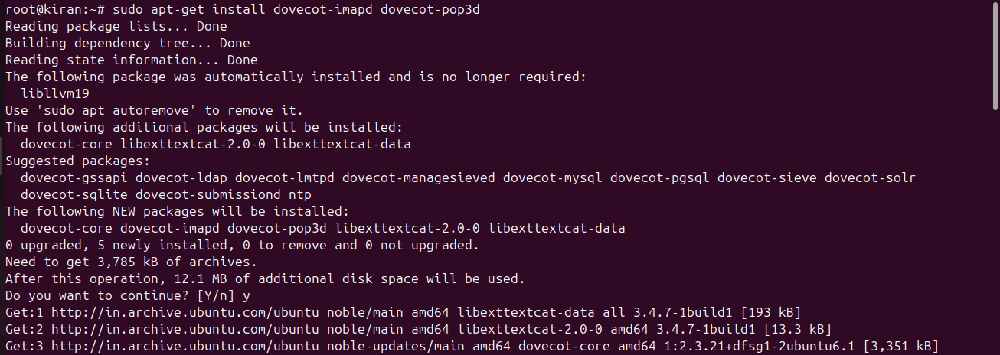 root@kiran:~# sudo apt-get install dovecot-imapd dovecot-pop3d
Reading package lists... Done
Building dependency tree... Done
Reading state information... Done
The following package was automatically installed and is no longer required:
  libllvm19
Use 'sudo apt autoremove' to remove it.
The following additional packages will be installed:
  dovecot-core libexttextcat-2.0-0 libexttextcat-data
Suggested packages:
  dovecot-gssapi dovecot-ldap dovecot-lmtpd dovecot-managesieved dovecot-mysql dovecot-pgsql dovecot-sieve dovecot-solr
  dovecot-sqlite dovecot-submissiond ntp
The following NEW packages will be installed:
  dovecot-core dovecot-imapd dovecot-pop3d libexttextcat-2.0-0 libexttextcat-data
0 upgraded, 5 newly installed, 0 to remove and 0 not upgraded.
Need to get 3,785 kB of archives.
After this operation, 12.1 MB of additional disk space will be used.
Do you want to continue? [Y/n] y
Get:1 http://in.archive.ubuntu.com/ubuntu noble/main amd64 libexttextcat-data all 3.4.7-1build1 [193 kB]
Get:2 http://in.archive.ubuntu.com/ubuntu noble/main amd64 libexttextcat-2.0-0 amd64 3.4.7-1build1 [13.3 kB]
Get:3 http://in.archive.ubuntu.com/ubuntu noble-updates/main amd64 dovecot-core amd64 1:2.3.21+dfsg1-2ubuntu6.1 [3,351 kB]